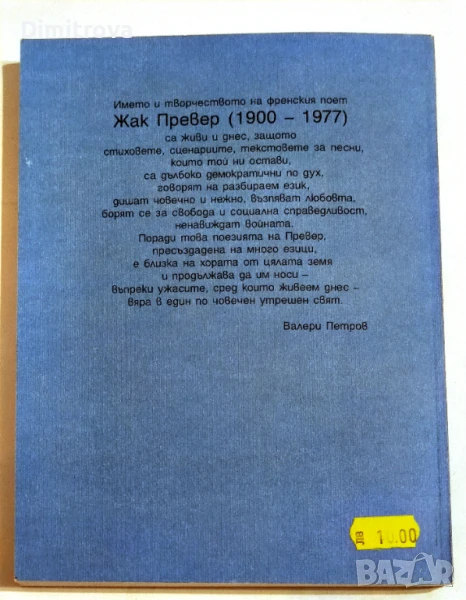 Dimitrova
Името и творчеството на френския поет
Жак Превер (1900 – 1977)
са живи и днес, защото
стиховете, сценариите, текстовете за песни,
които той ни остави,
са дълбоко демократични по дух,
говорят на разбираем език,
дишат човечно и нежно, възпяват любовта,
борят се за свобода и социална справедливост,
ненавиждат войната.
Поради това поезията на Превер,
пресъздадена на много езици,
е близка на хората от цялата земя
и продължава да им носи –
въпреки ужасите, сред които живеем днес –
вяра в един по човечен утрешен свят.
Валери Петров
лв 10.00
BAZAR